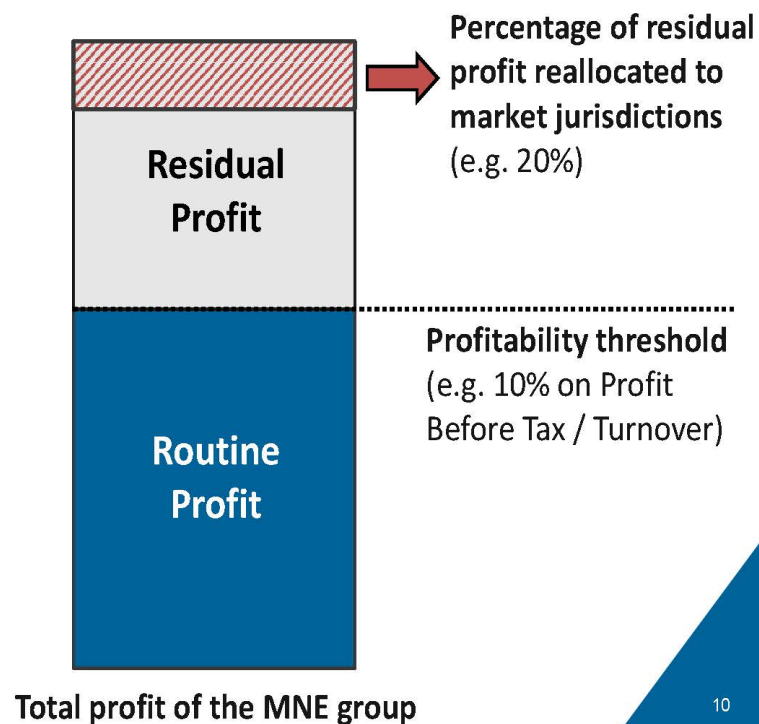 Percentage of residual
profit reallocated to
market jurisdictions
(e.g. 20%)
Residual
Profit
Profitability threshold
(e.g. 10% on Profit
Before Tax / Turnover)
Routine
Profit
Total profit of the MNE group
10